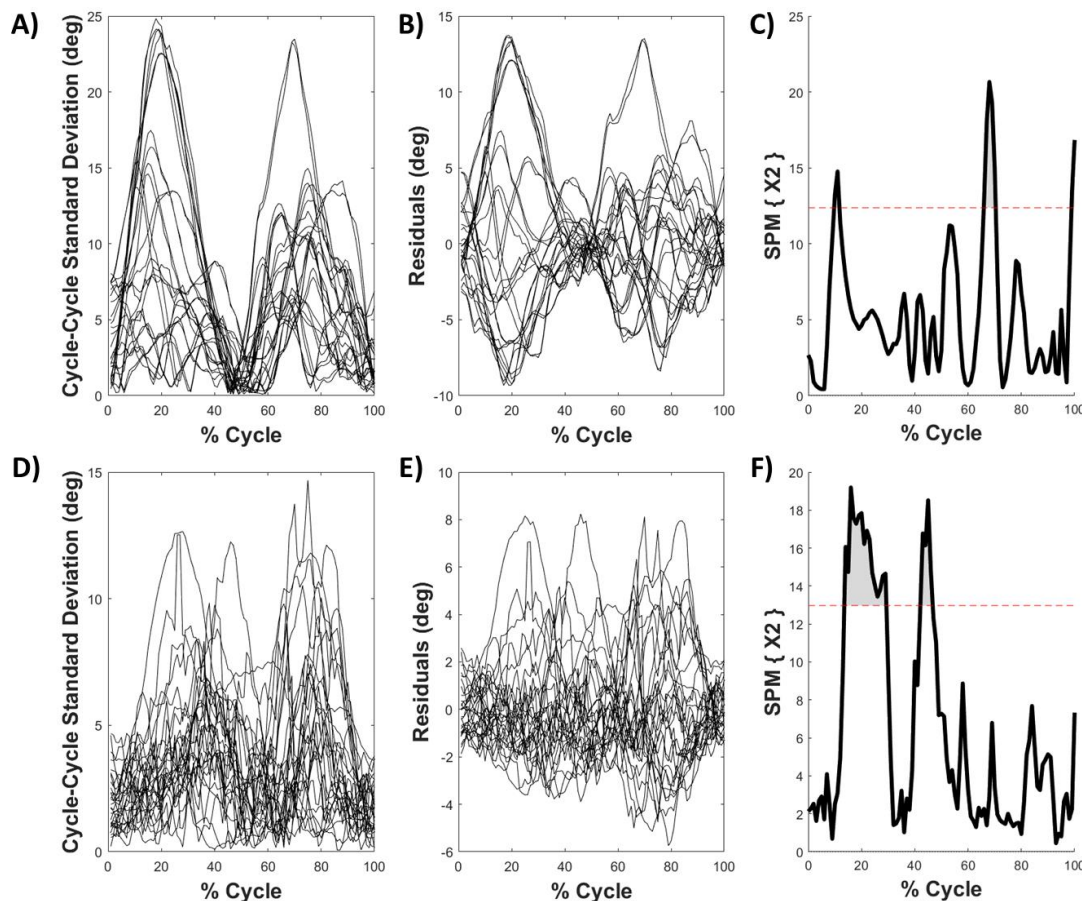 A)
Cycle-Cycle Standard Deviation (deg)
25
20
15
10
5
0
0 20 40 60 80 100
% Cycle
B)
Residuals (deg)
15
10
5
0
-5
-10
0 20 40 60 80 100
% Cycle
C)
SPM { X2 }
25
20
15
10
5
0
0 20 40 60 80 100
% Cycle
D)
Cycle-Cycle Standard Deviation (deg)
15
10
5
0
0 20 40 60 80 100
% Cycle
E)
Residuals (deg)
10
8
6
4
2
0
-2
-4
-6
0 20 40 60 80 100
% Cycle
F)
SPM { X2 }
20
18
16
14
12
10
8
6
4
2
0
0 20 40 60 80 100
% Cycle